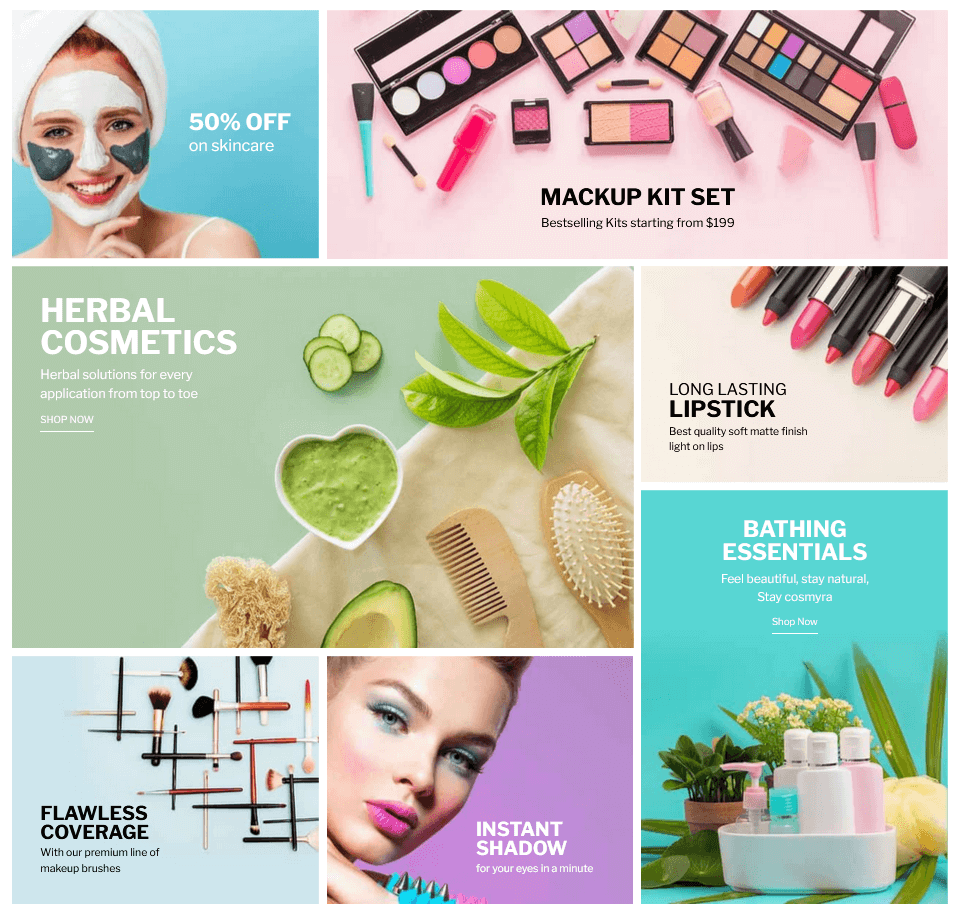 50% OFF
on skincare
MACKUP KIT SET
Bestselling Kits starting from $199
HERBAL
COSMETICS
Herbal solutions for every
application from top to toe
SHOP NOW
LONG LASTING
LIPSTICK
Best quality soft matte finish
light on lips
BATHING
ESSENTIALS
Feel beautiful, stay natural,
Stay cosmyra
Shop Now
FLAWLESS
COVERAGE
With our premium line of
makeup brushes
INSTANT
SHADOW
for your eyes in a minute